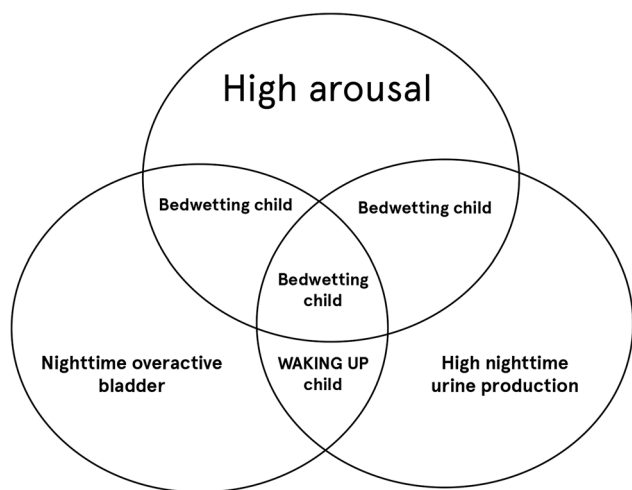 High arousal
Bedwetting child
Bedwetting child
Bedwetting
child
Nighttime overactive
bladder
WAKING UP
child
High nighttime
urine production